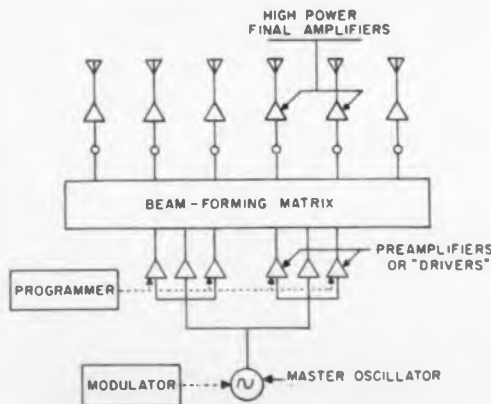 HIGH POWER
FINAL AMPLIFIERS
BEAM-FORMING MATRIX
PREAMPLIFIERS
OR "DRIVERS"
PROGRAMMER
MASTER OSCILLATOR
MODULATOR